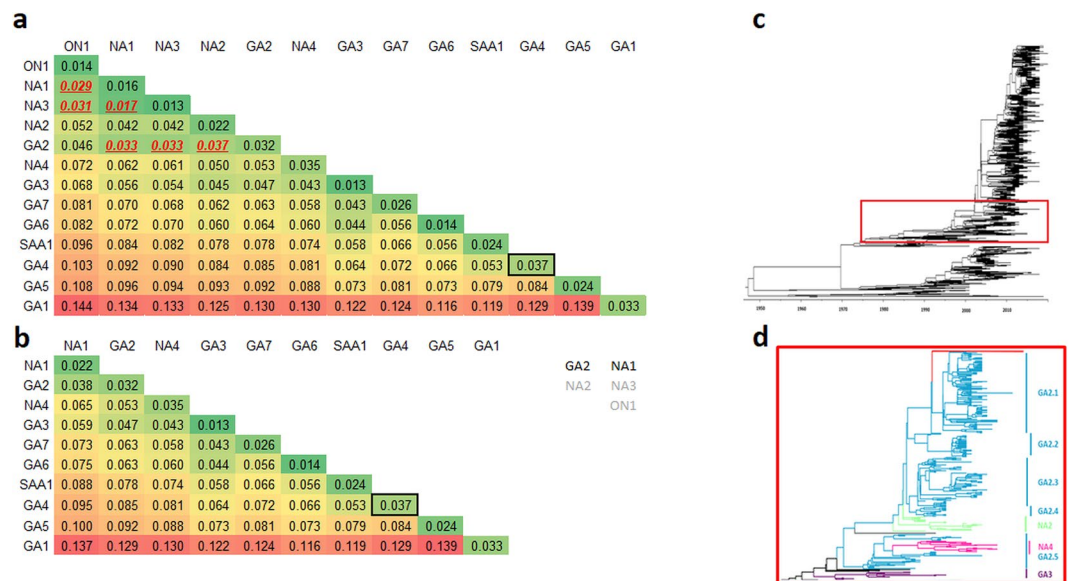 a
ON1 NA1 NA3 NA2 GA2 NA4 GA3 GA7 GA6 SAA1 GA4 GA5 GA1
ON1 0.014
NA1 0.029 0.016
NA3 0.031 0.017 0.013
NA2 0.052 0.042 0.042 0.022
GA2 0.046 0.033 0.033 0.037 0.032
NA4 0.072 0.062 0.061 0.050 0.053 0.035
GA3 0.068 0.056 0.054 0.045 0.047 0.043 0.013
GA7 0.081 0.070 0.068 0.062 0.063 0.058 0.043 0.026
GA6 0.082 0.072 0.070 0.060 0.064 0.060 0.044 0.056 0.014
SAA1 0.096 0.084 0.082 0.078 0.078 0.074 0.058 0.066 0.056 0.024
GA4 0.103 0.092 0.090 0.084 0.085 0.081 0.064 0.072 0.066 0.053 0.037
GA5 0.108 0.096 0.094 0.093 0.092 0.088 0.073 0.081 0.073 0.079 0.084 0.024
GA1 0.144 0.134 0.133 0.125 0.130 0.130 0.122 0.124 0.116 0.119 0.129 0.139 0.033
b
NA1 GA2 NA4 GA3 GA7 GA6 SAA1 GA4 GA5 GA1
NA1 0.022
GA2 0.038 0.032
NA4 0.065 0.053 0.035
GA3 0.059 0.047 0.043 0.013
GA7 0.073 0.063 0.058 0.043 0.026
GA6 0.075 0.063 0.060 0.044 0.056 0.014
SAA1 0.088 0.078 0.074 0.058 0.066 0.056 0.024
GA4 0.095 0.085 0.081 0.064 0.072 0.066 0.053 0.037
GA5 0.100 0.092 0.088 0.073 0.081 0.073 0.079 0.084 0.024
GA1 0.137 0.129 0.130 0.122 0.124 0.116 0.119 0.129 0.139 0.033
GA2 NA1
NA2 NA3
ON1
c
1950 1960 1970 1980 1990 2000 2010
d
GA2.1
GA2.2
GA2.3
GA2.4
NA2
NA4
GA2.5
GA3